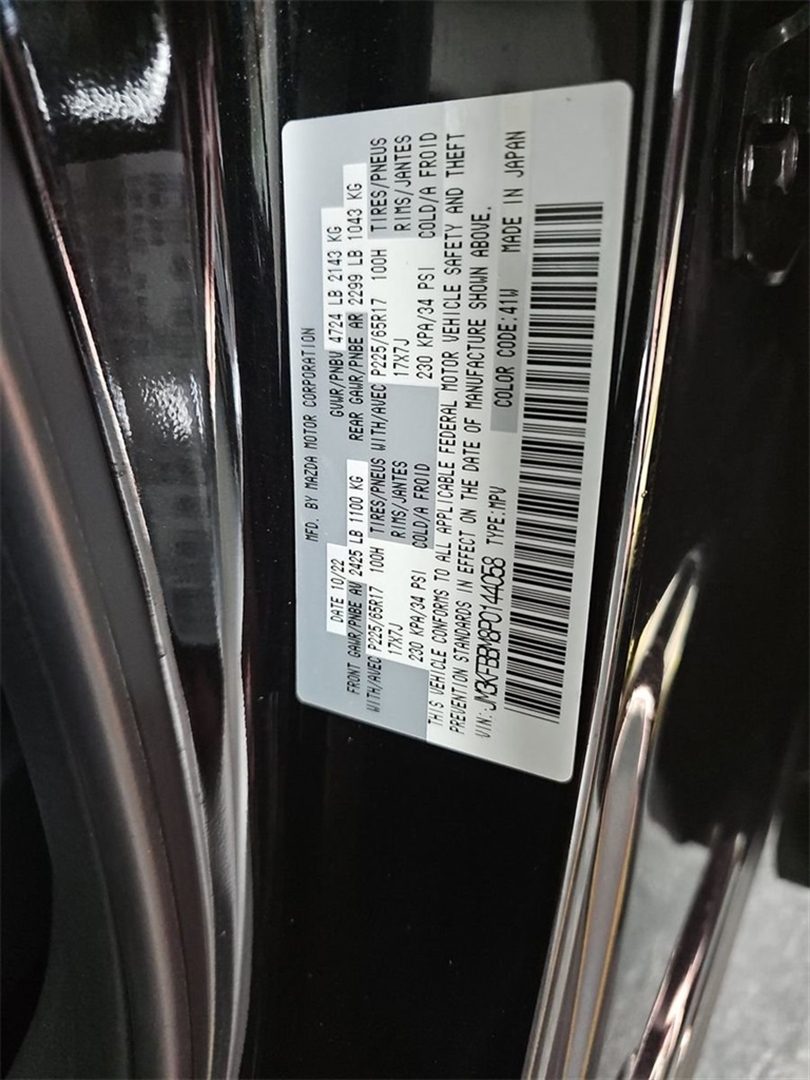 MFD. BY MAZDA MOTOR CORPORATION
DATE 10/22 GVWR/PNBV 4724 LB 2143 KG
FRONT GAWR/PNBE AV 2425 LB 1100 KG REAR GAWR/PNBE AR 2299 LB 1043 KG
WITH/AVEC P225/65R17 100H TIRES/PNEUS WITH/AVEC P225/65R17 100H TIRES/PNEUS
17X7J RIMS/JANTES 17X7J RIMS/JANTES
230 KPA/34 PSI COLD/A FROID 230 KPA/34 PSI COLD/A FROID
THIS VEHICLE CONFORMS TO ALL APPLICABLE FEDERAL MOTOR VEHICLE SAFETY AND THEFT
PREVENTION STANDARDS IN EFFECT ON THE DATE OF MANUFACTURE SHOWN ABOVE.
VIN: JM3KFBBM8P0144058 TYPE:MPV COLOR CODE:41W MADE IN JAPAN